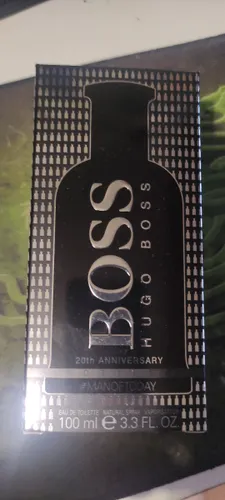 BOSS
HUGO BOSS
20th ANNIVERSARY
#MANOFTODAY
EAU DE TOILETTE NATURAL SPRAY VAPORISATEUR
100 ml e 3.3 FL. OZ.